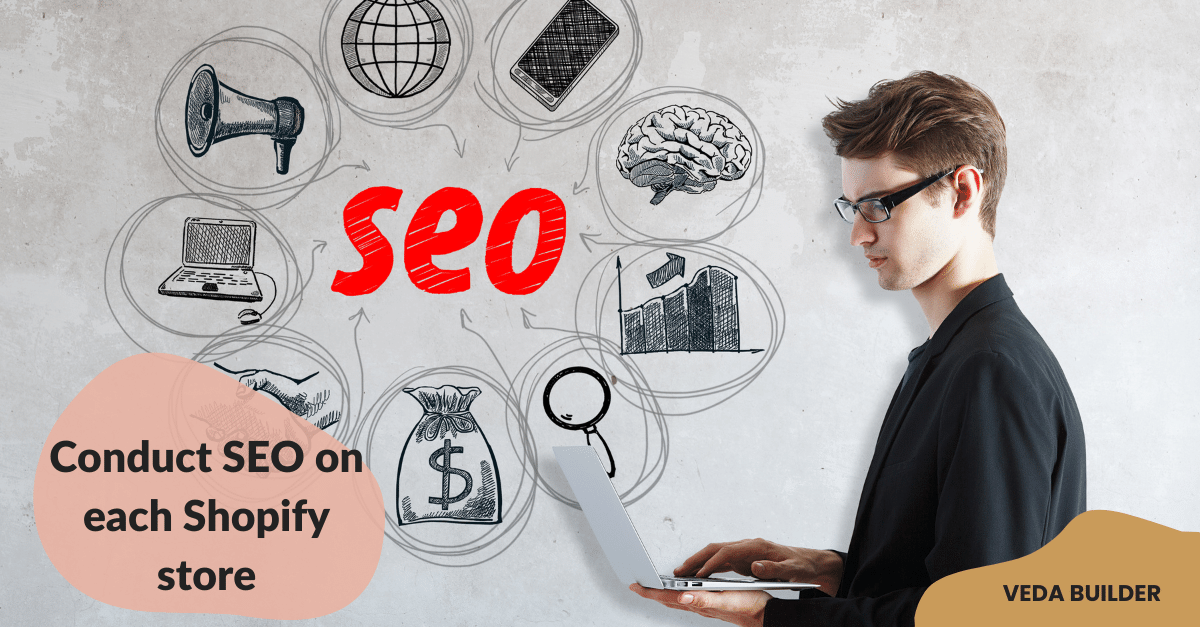 SEO
Conduct SEO on
each Shopify
store
$
VEDA BUILDER